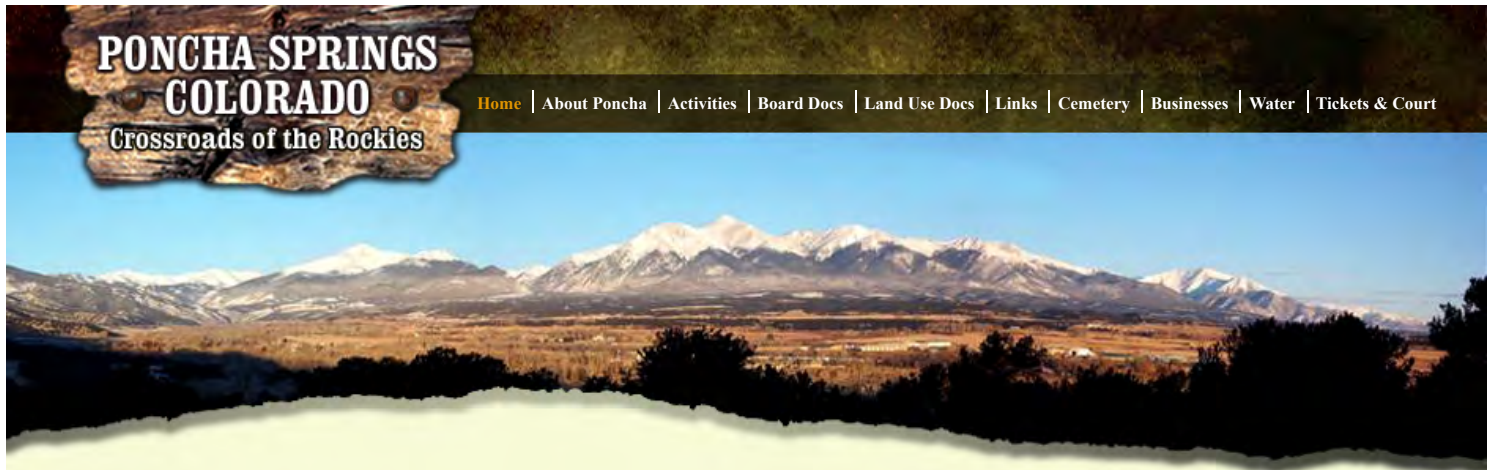 PONCHA SPRINGS
COLORADO
Crossroads of the Rockies
Home | About Poncha | Activities | Board Docs | Land Use Docs | Links | Cemetery | Businesses | Water | Tickets & Court